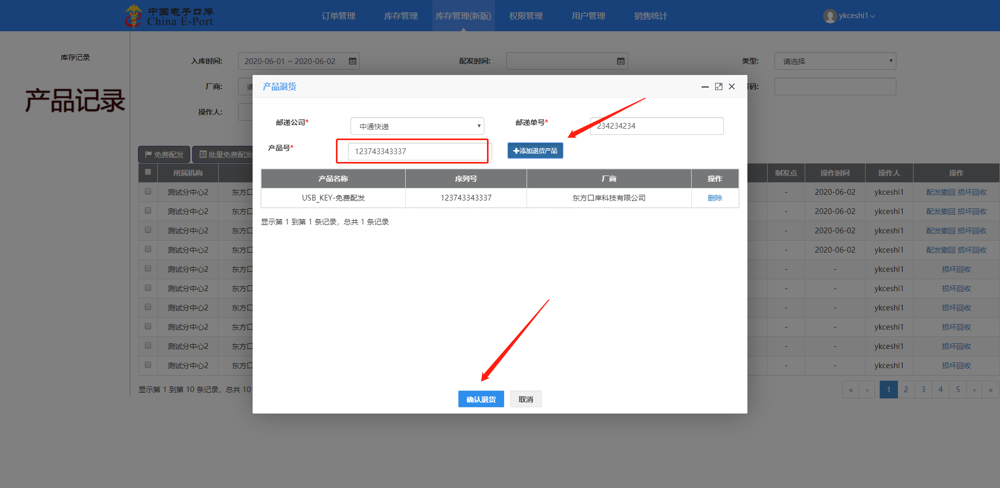 中国电子口岸
China E-Port
订单管理 库存管理 库存管理(新版) 权限管理 用户管理 销售统计 ykceshi1
库存记录
产品记录
入库时间: 2020-06-01 ~ 2020-06-02 配发时间: 类型: 请选择
厂商: 请 号码:
操作人:
产品退货
邮递公司* 中通快递 邮递单号* 234234234
产品号* 123743343337 添加退货产品
产品名称 序列号 厂商 操作
USB_KEY-免费配发 123743343337 东方口岸科技有限公司 删除
显示第 1 到第 1 条记录，总共 1 条记录
确认退货 取消
免费配发 批量免费配发
所属机构 制发点 操作时间 操作人 操作
测试分中心2 东方口 - 2020-06-02 ykceshi1 配发撤回 损坏回收
测试分中心2 东方口 - 2020-06-02 ykceshi1 配发撤回 损坏回收
测试分中心2 东方口 - 2020-06-02 ykceshi1 配发撤回 损坏回收
测试分中心2 东方口 - 2020-06-02 ykceshi1 配发撤回 损坏回收
测试分中心2 东方口 - - ykceshi1 损坏回收
测试分中心2 东方口 - - ykceshi1 损坏回收
测试分中心2 东方口 - - ykceshi1 损坏回收
测试分中心2 东方口 - - ykceshi1 损坏回收
测试分中心2 东方口 - - ykceshi1 损坏回收
测试分中心2 东方口 - - ykceshi1 损坏回收
显示第 1 到第 10 条记录，总共 101
« ‹ 1 2 3 4 5 › »